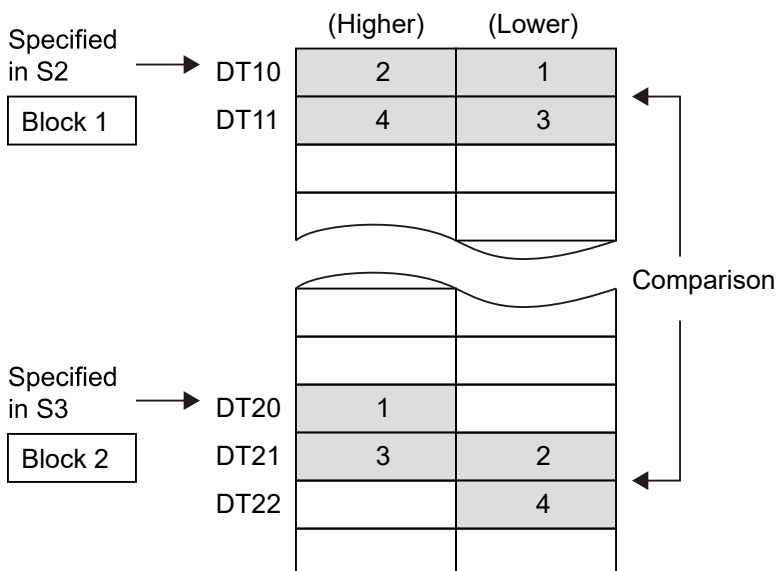 (Higher) (Lower)
Specified
in S2
DT10 2 1
Block 1
DT11 4 3
Comparison
Specified
in S3
DT20 1
Block 2
DT21 3 2
DT22 4